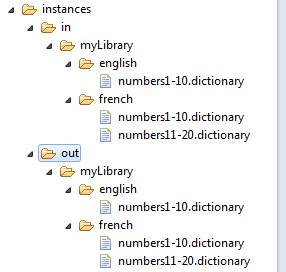 instances
in
myLibrary
english
numbers1-10.dictionary
french
numbers1-10.dictionary
numbers11-20.dictionary
out
myLibrary
english
numbers1-10.dictionary
french
numbers1-10.dictionary
numbers11-20.dictionary